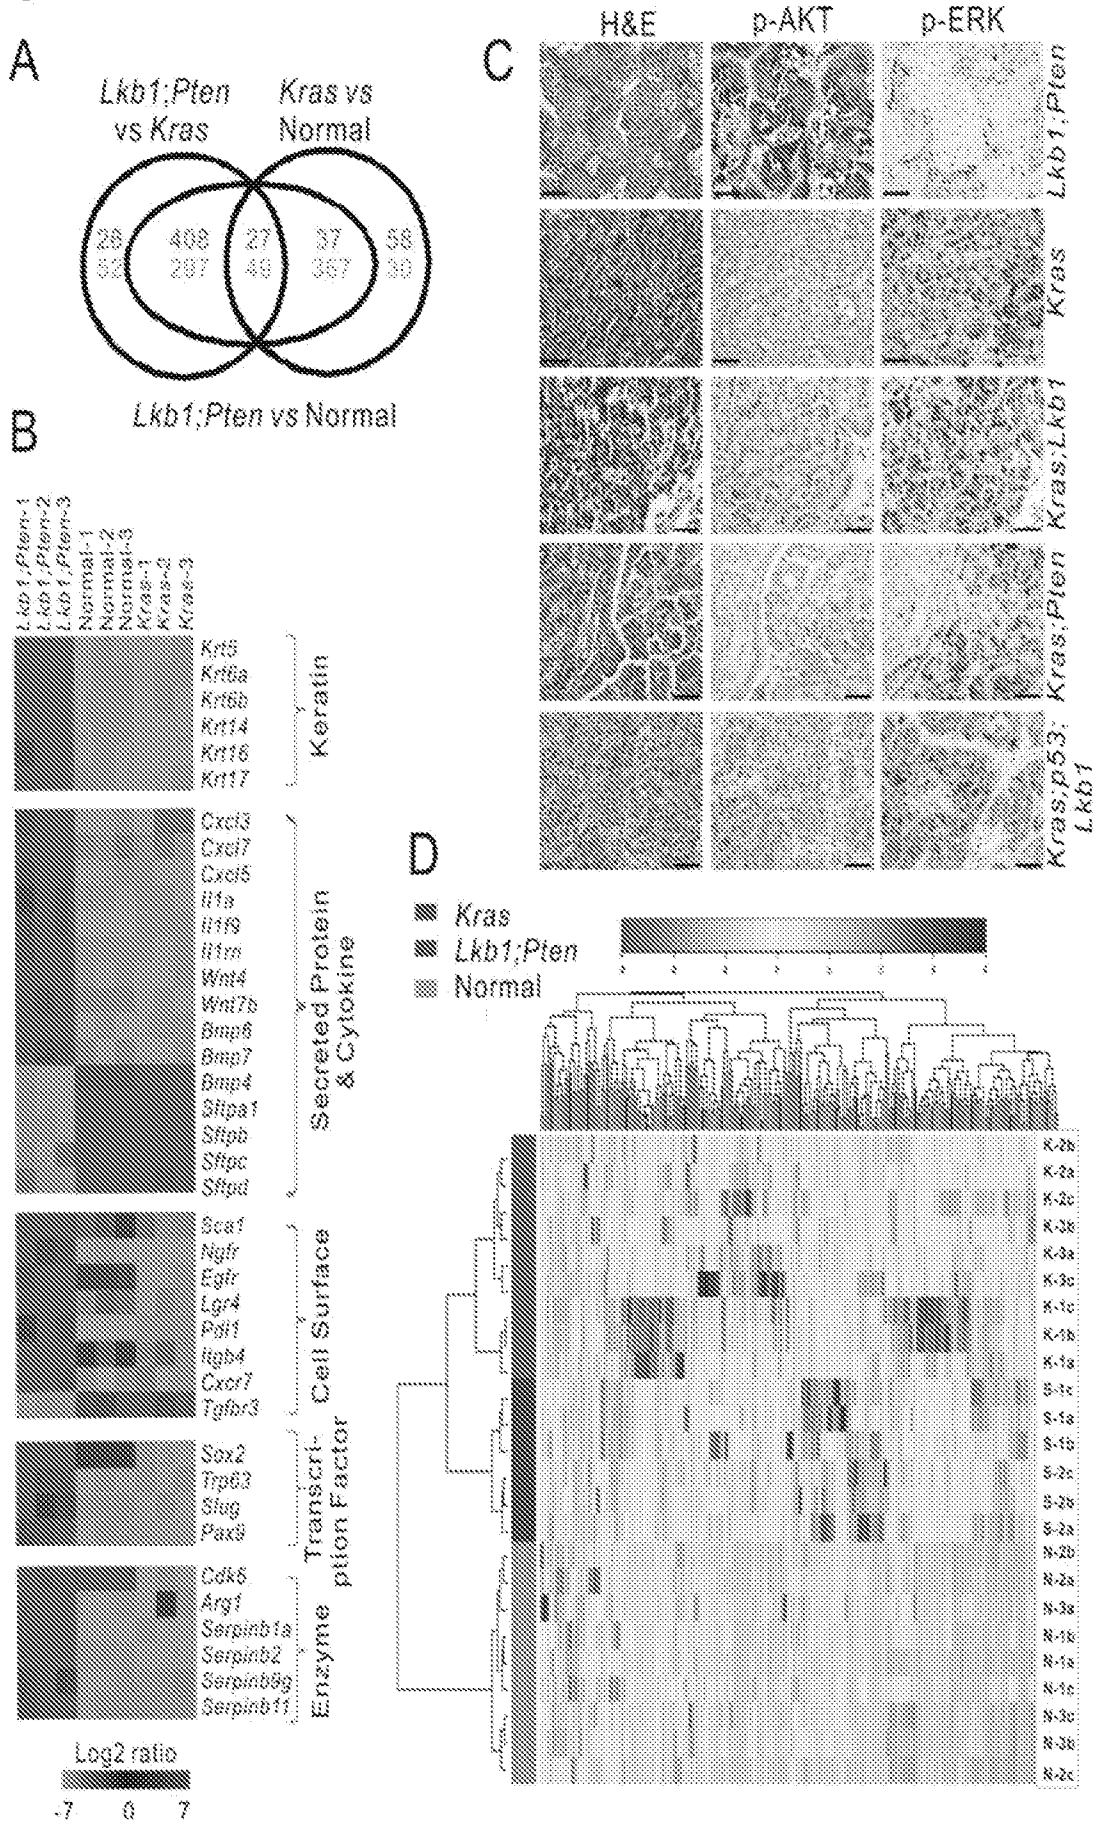 A
Lkb1;Pten
vs Kras
Kras vs
Normal
26
408
27
37
58
52
297
49
367
30
Lkb1;Pten vs Normal
B
Lkb1;Pten-1
Lkb1;Pten-2
Lkb1;Pten-3
Normal-1
Normal-2
Normal-3
Kras-1
Kras-2
Kras-3
Krt5
Krt6a
Krt6b
Krt14
Krt16
Krt17
Keratin
Cxcl3
Cxcl7
Cxcl5
Il1a
Il1f9
Il1rn
Wnt4
Wnt7b
Bmp6
Bmp7
Bmp4
Sftpa1
Sftpb
Sftpc
Sftpd
Secreted Protein
& Cytokine
Sca1
Ngfr
Egfr
Lgr4
Pdl1
Itgb4
Cxcr7
Tgfbr3
Cell Surface
Sox2
Trp63
Slug
Pax9
Transcri-
ption Factor
Cdk6
Arg1
Serpinb1a
Serpinb2
Serpinb9g
Serpinb11
Enzyme
Log2 ratio
-7 0 7
C
H&E
p-AKT
p-ERK
Lkb1;Pten
Kras
Kras;Lkb1
Kras;Pten
Kras;p53;
Lkb1
D
Kras
Lkb1;Pten
Normal
K-2b
K-2a
K-2c
K-3b
K-3a
K-3c
K-1c
K-1b
K-1a
S-1c
S-1a
S-1b
S-2c
S-2b
S-2a
N-2b
N-2a
N-3a
N-1b
N-1a
N-1c
N-3c
N-3b
N-2c